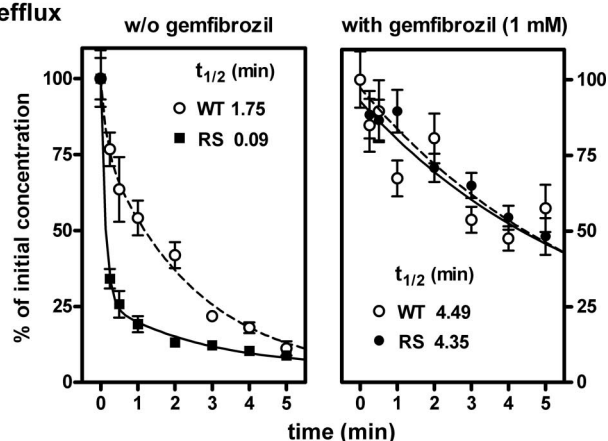 efflux
w/o gemfibrozil
with gemfibrozil (1 mM)
% of initial concentration
100
75
50
25
0
t1/2 (min)
WT 1.75
RS 0.09
0 1 2 3 4 5
t1/2 (min)
WT 4.49
RS 4.35
0 1 2 3 4 5
100
75
50
25
0
time (min)